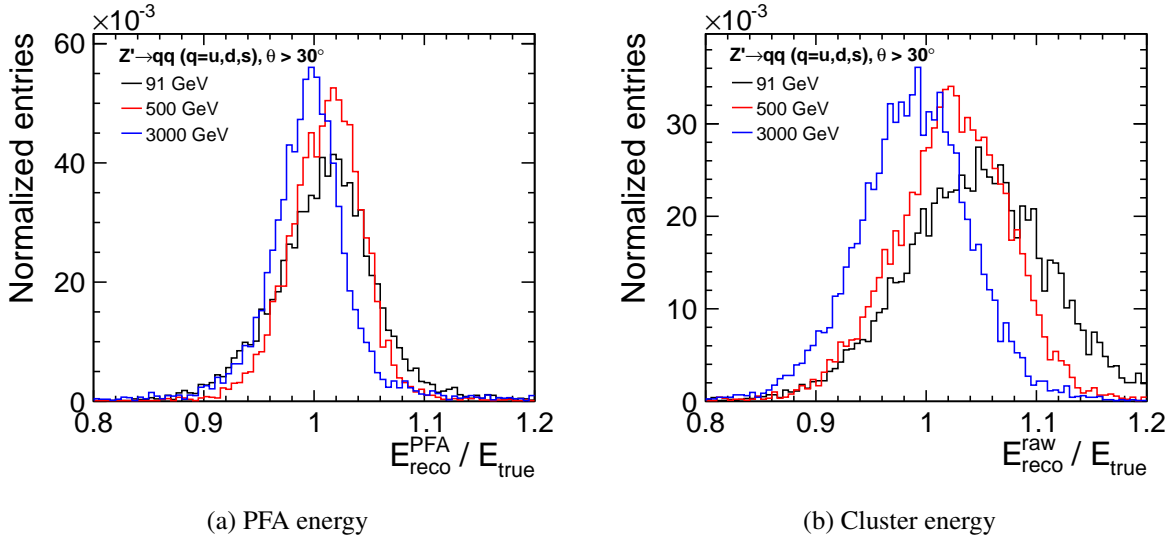 ×10⁻³
Normalized entries
60
40
20
0
Z'→qq (q=u,d,s), θ > 30°
91 GeV
500 GeV
3000 GeV
0.8 0.9 1 1.1 1.2
E^PFA_reco / E_true
(a) PFA energy
×10⁻³
Normalized entries
30
20
10
0
Z'→qq (q=u,d,s), θ > 30°
91 GeV
500 GeV
3000 GeV
0.8 0.9 1 1.1 1.2
E^raw_reco / E_true
(b) Cluster energy